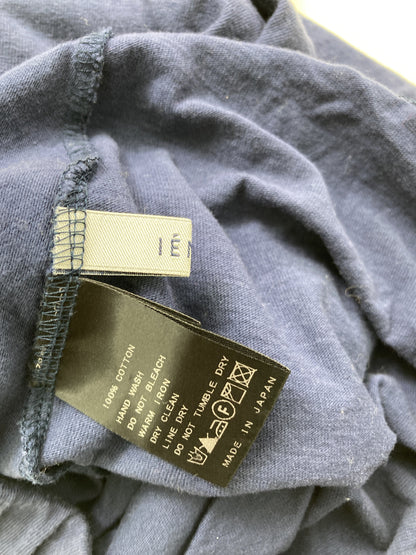 IÈN
100% COTTON
HAND WASH
DO NOT BLEACH
WARM IRON
DRY CLEAN
LINE DRY
DO NOT TUMBLE DRY
F
MADE IN JAPAN